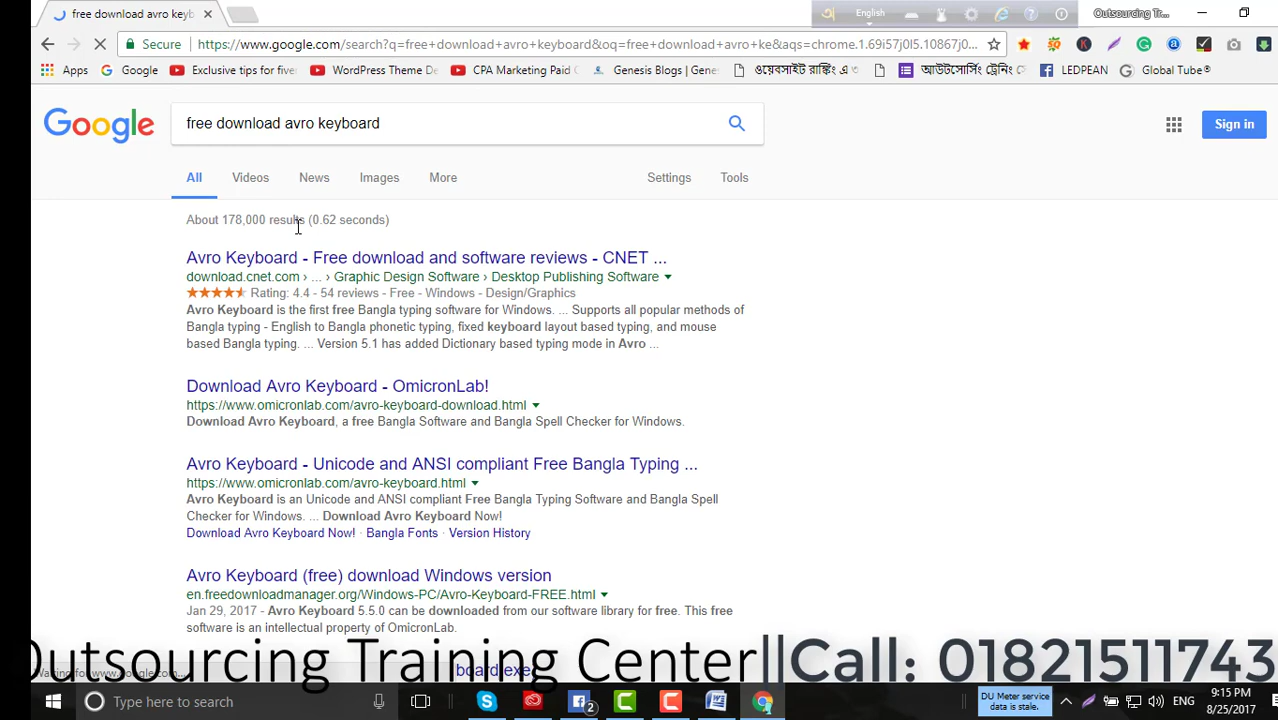 free download avro keyb
English
Outsourcing Tr...
Secure
https://www.google.com/search?q=free+download+avro+keyboard&oq=free+download+avro+ke&aqs=chrome.1.69i57j0l5.10867j0...
Apps
Google
Exclusive tips for fiver
WordPress Theme De
CPA Marketing Paid C
Genesis Blogs | Gene
ওয়েবসাইট রাঙ্কিং এ
আউটসোর্সিং ট্রেনিং
LEDPEAN
Global Tube®
Google
free download avro keyboard
Sign in
All
Videos
News
Images
More
Settings
Tools
About 178,000 results (0.62 seconds)
Avro Keyboard - Free download and software reviews - CNET ...
download.cnet.com › ... › Graphic Design Software › Desktop Publishing Software
Rating: 4.4 - 54 reviews - Free - Windows - Design/Graphics
Avro Keyboard is the first free Bangla typing software for Windows. ... Supports all popular methods of
Bangla typing - English to Bangla phonetic typing, fixed keyboard layout based typing, and mouse
based Bangla typing. ... Version 5.1 has added Dictionary based typing mode in Avro ...
Download Avro Keyboard - OmicronLab!
https://www.omicronlab.com/avro-keyboard-download.html
Download Avro Keyboard, a free Bangla Software and Bangla Spell Checker for Windows.
Avro Keyboard - Unicode and ANSI compliant Free Bangla Typing ...
https://www.omicronlab.com/avro-keyboard.html
Avro Keyboard is an Unicode and ANSI compliant Free Bangla Typing Software and Bangla Spell
Checker for Windows. ... Download Avro Keyboard Now!
Download Avro Keyboard Now! · Bangla Fonts · Version History
Avro Keyboard (free) download Windows version
en.freedownloadmanager.org/Windows-PC/Avro-Keyboard-FREE.html
Jan 29, 2017 - Avro Keyboard 5.5.0 can be downloaded from our software library for free. This free
software is an intellectual property of OmicronLab.
Outsourcing Training Center||Call: 01821511743
Waiting for www.google.com...
Type here to search
2
DU Meter service
data is stale.
ENG
9:15 PM
8/25/2017